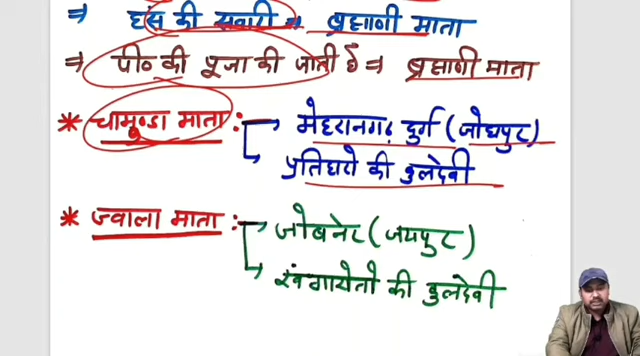 ⇒ हंस की सवारी ⇒ ब्रह्माणी माता
⇒ पीठ की पूजा की जाती है ⇒ ब्रह्माणी माता
* चामुण्डा माता :- मेहरानगढ़ दुर्ग (जोधपुर)
प्रतिहारो की कुलदेवी
* ज्वाला माता :- जोबनेर (जयपुर)
खंगारोतो की कुलदेवी